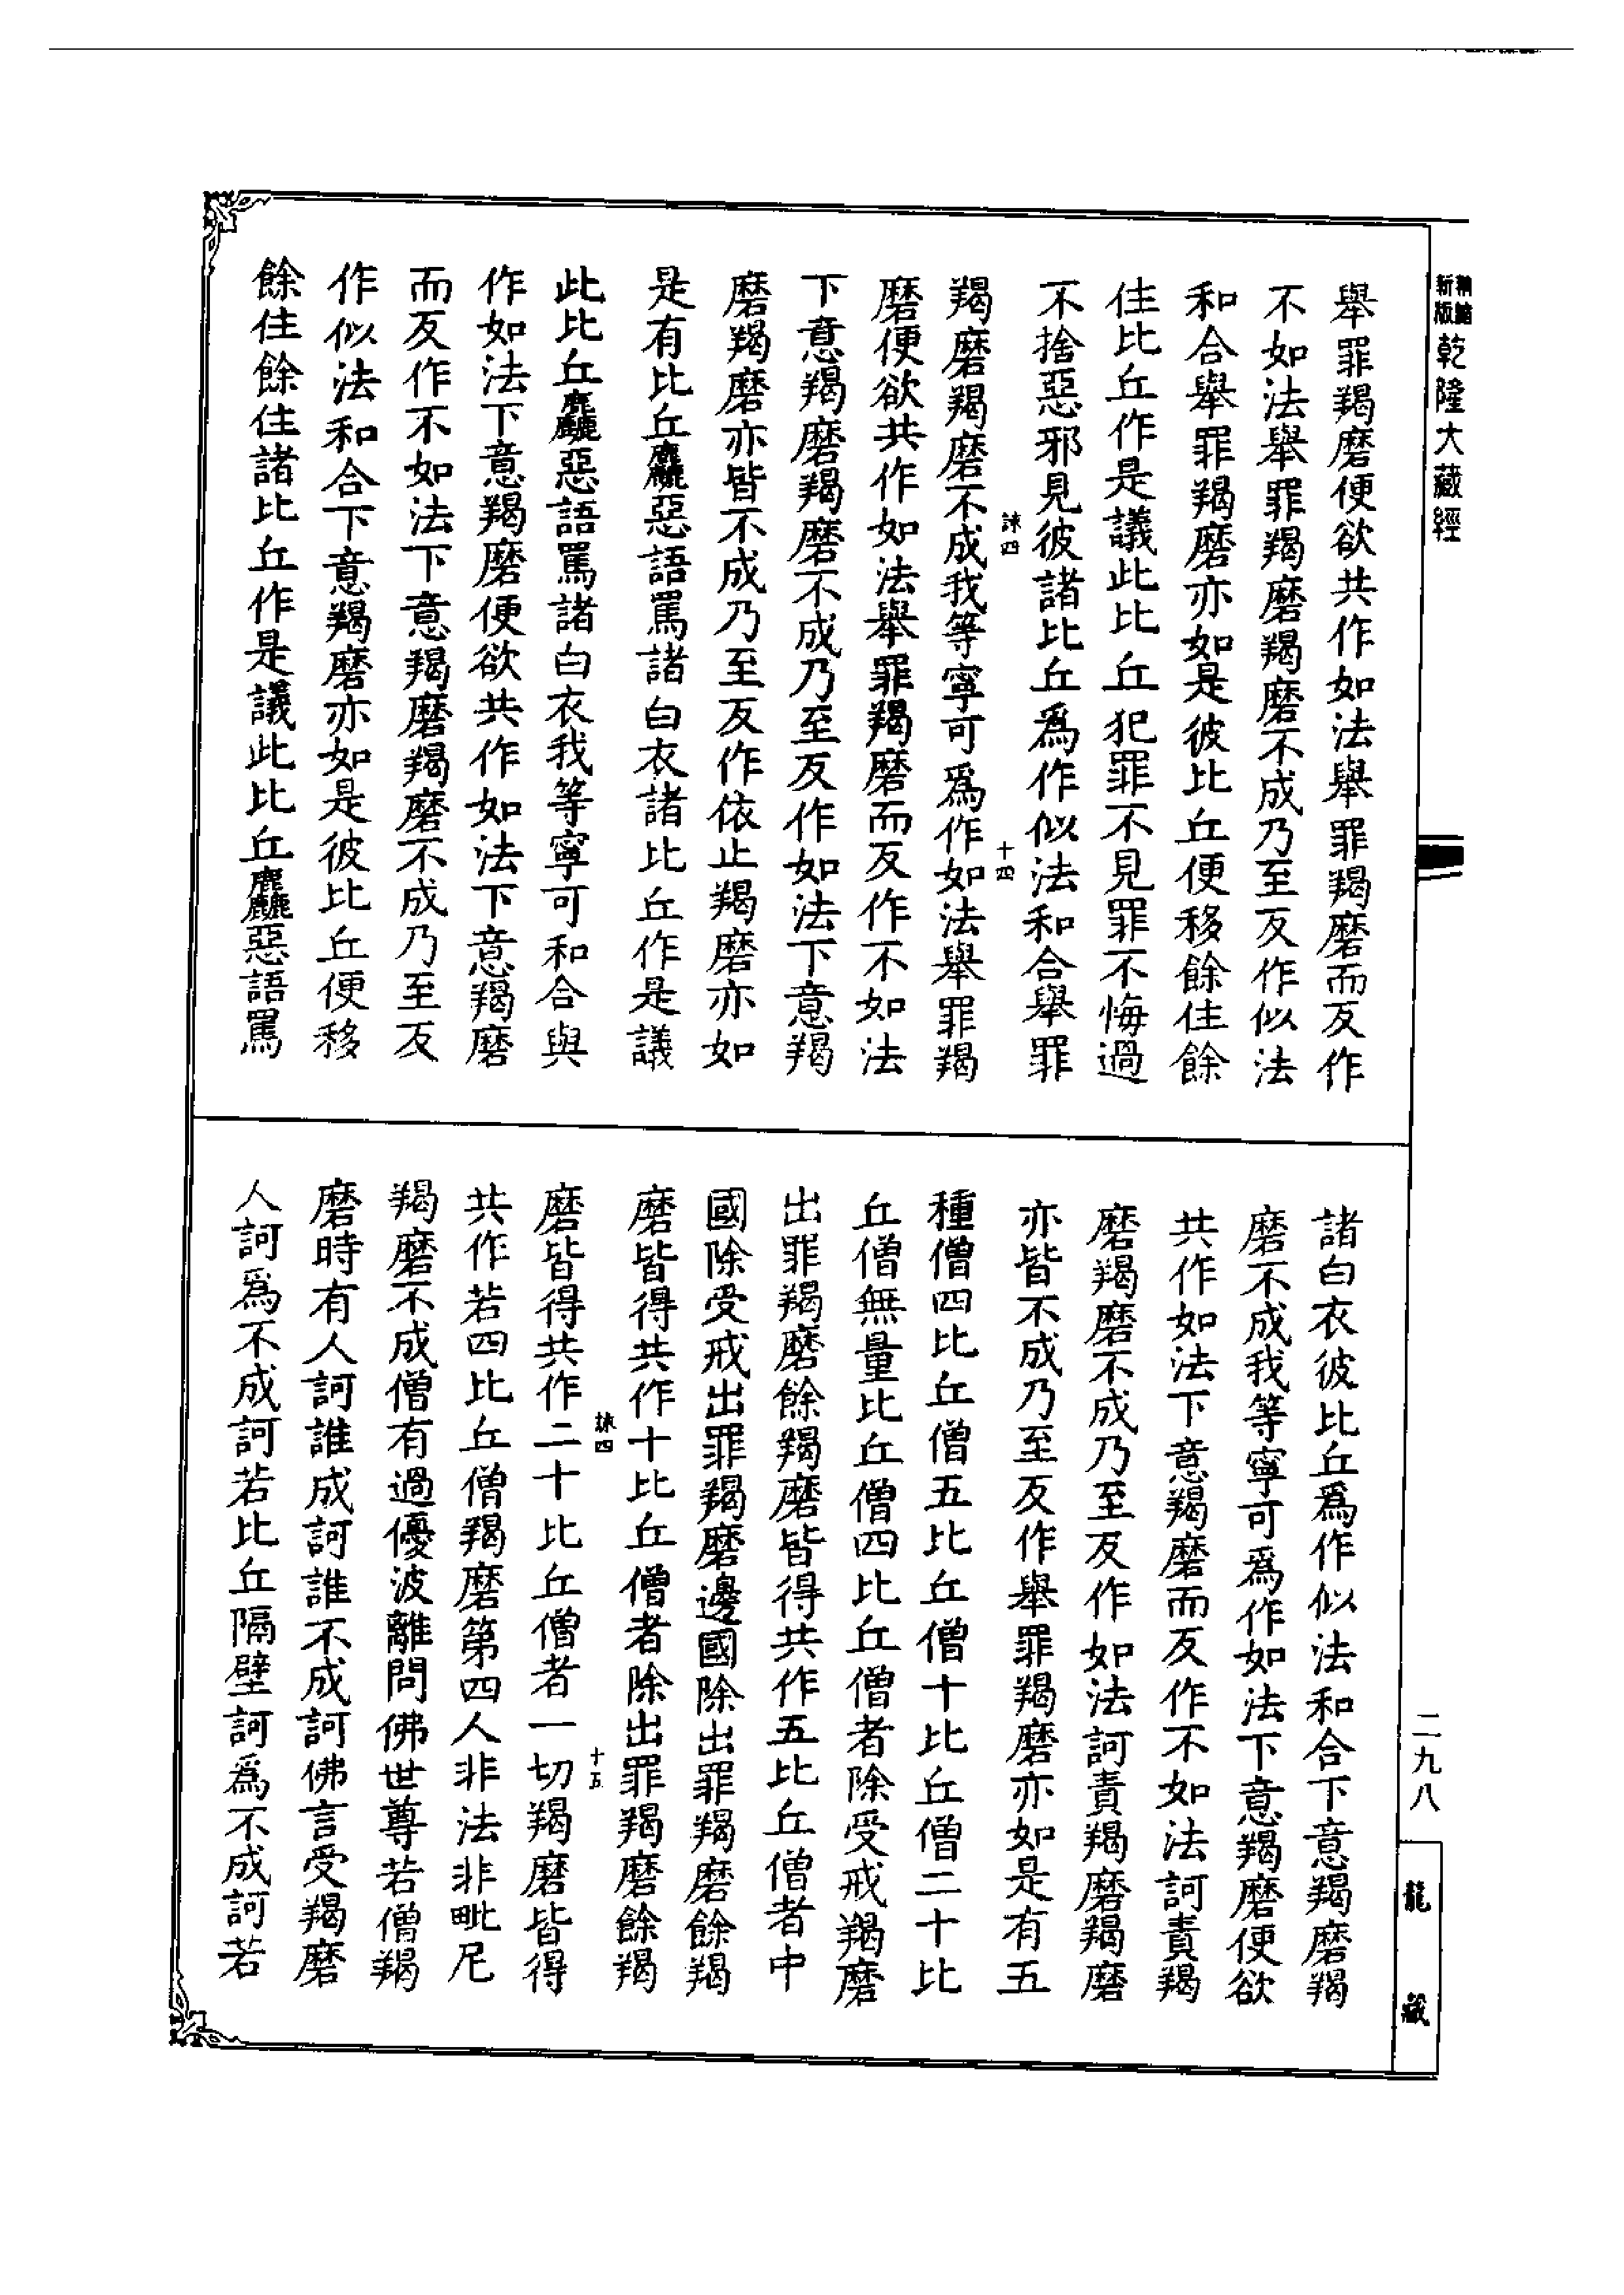 新版精縮乾隆大藏經
舉罪羯磨便欲共作如法舉罪羯磨而反作
不如法舉罪羯磨羯磨不成乃至反作似法
和合舉罪羯磨亦如是彼比丘便移餘住餘
住比丘作是議此比丘犯罪不見罪不悔過
不捨惡邪見彼諸比丘為作似法和合舉罪
羯磨羯磨不成我等寧可為作如法舉罪羯
磨便欲共作如法舉罪羯磨而反作不如法
下意羯磨羯磨不成乃至反作如法下意羯
磨羯磨亦皆不成乃至反作依止羯磨亦如
是有比丘麤惡語罵諸白衣諸比丘作是議
此比丘麤惡語罵諸白衣我等寧可和合與
作如法下意羯磨便欲共作如法下意羯磨
而反作不如法下意羯磨羯磨不成乃至反
作似法和合下意羯磨亦如是彼比丘便移
餘住餘住諸比丘作是議此比丘麤惡語罵
諸白衣彼比丘為作似法和合下意羯磨羯
磨不成我等寧可為作如法下意羯磨便欲
共作如法下意羯磨而反作不如法訶責羯
磨羯磨不成乃至反作如法訶責羯磨羯磨
亦皆不成乃至反作舉罪羯磨亦如是有五
種僧四比丘僧五比丘僧十比丘僧二十比
丘僧無量比丘僧四比丘僧者除受戒羯磨
出罪羯磨餘羯磨皆得共作五比丘僧者中
國除受戒出罪羯磨邊國除出罪羯磨餘羯
磨皆得共作十比丘僧者除出罪羯磨餘羯
磨皆得共作二十比丘僧者一切羯磨皆得
共作若四比丘僧羯磨第四人非法非毗尼
羯磨不成僧有過優波離問佛世尊若僧羯
磨時有人訶誰成訶誰不成訶佛言受羯磨
人訶為不成訶若比丘隔壁訶為不成訶若
詠四
十四
詠四
十五
二九八
龍藏